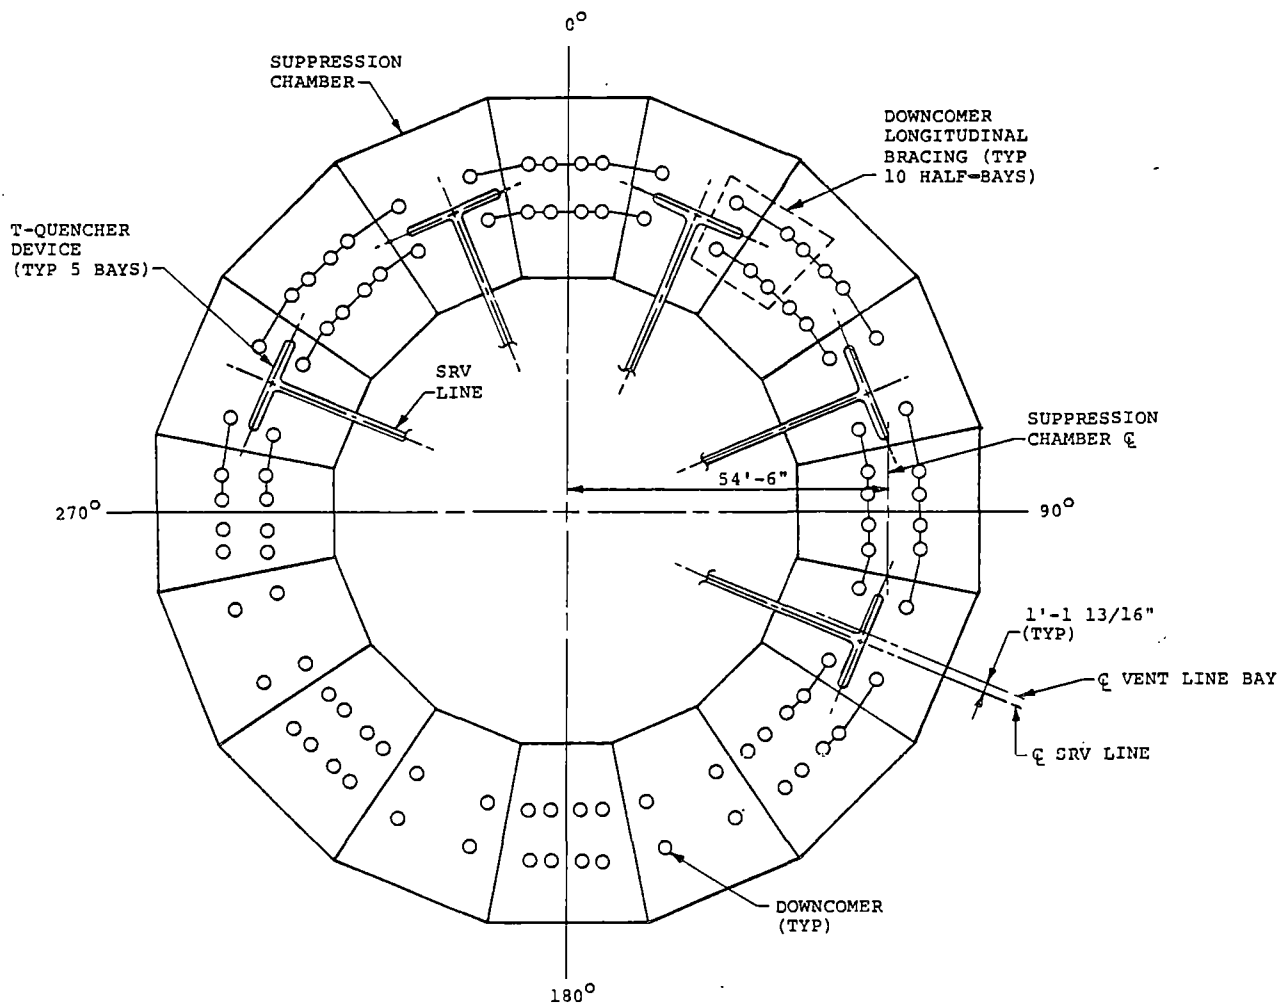 0°
SUPPRESSION
CHAMBER
DOWNCOMER
LONGITUDINAL
BRACING (TYP
10 HALF-BAYS)
T-QUENCHER
DEVICE
(TYP 5 BAYS)
SRV
LINE
SUPPRESSION
CHAMBER ℄
54'-6"
270°
90°
1'-1 13/16"
(TYP)
℄ VENT LINE BAY
℄ SRV LINE
DOWNCOMER
(TYP)
180°